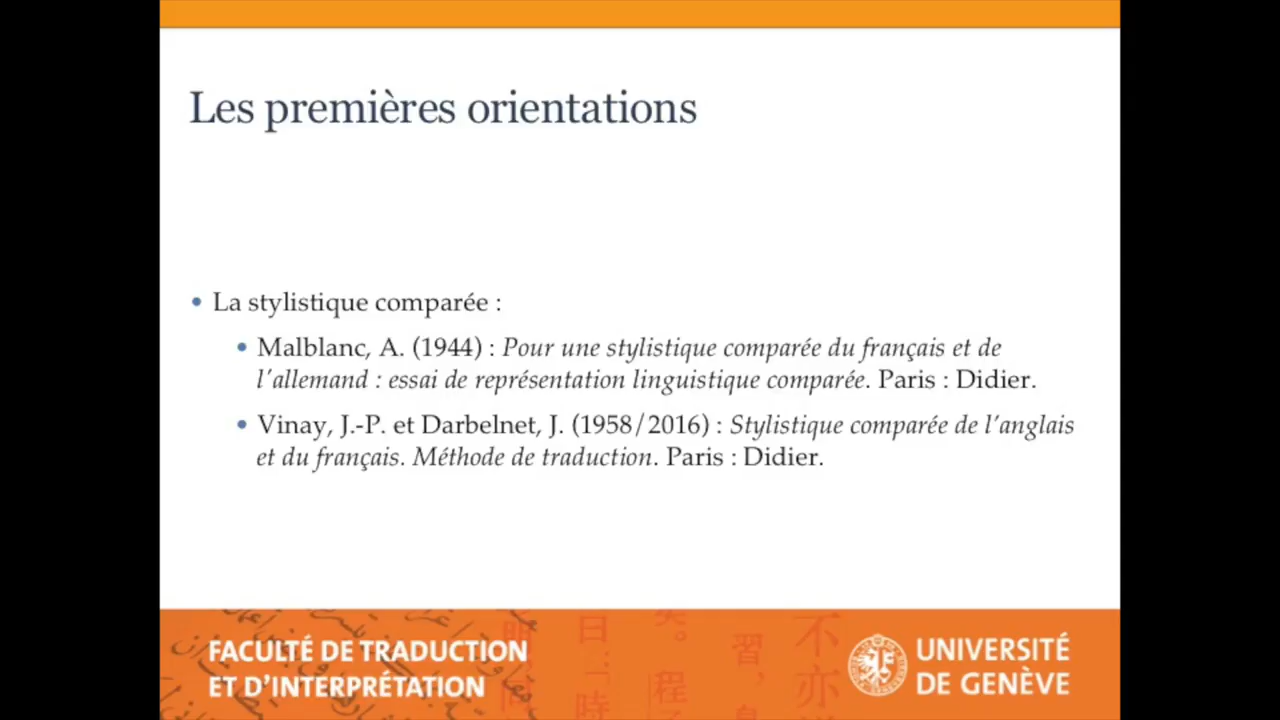 Les premières orientations
• La stylistique comparée :
• Malblanc, A. (1944) : Pour une stylistique comparée du français et de
l’allemand : essai de représentation linguistique comparée. Paris : Didier.
• Vinay, J.-P. et Darbelnet, J. (1958/2016) : Stylistique comparée de l’anglais
et du français. Méthode de traduction. Paris : Didier.
FACULTÉ DE TRADUCTION
ET D’INTERPRÉTATION
UNIVERSITÉ
DE GENÈVE